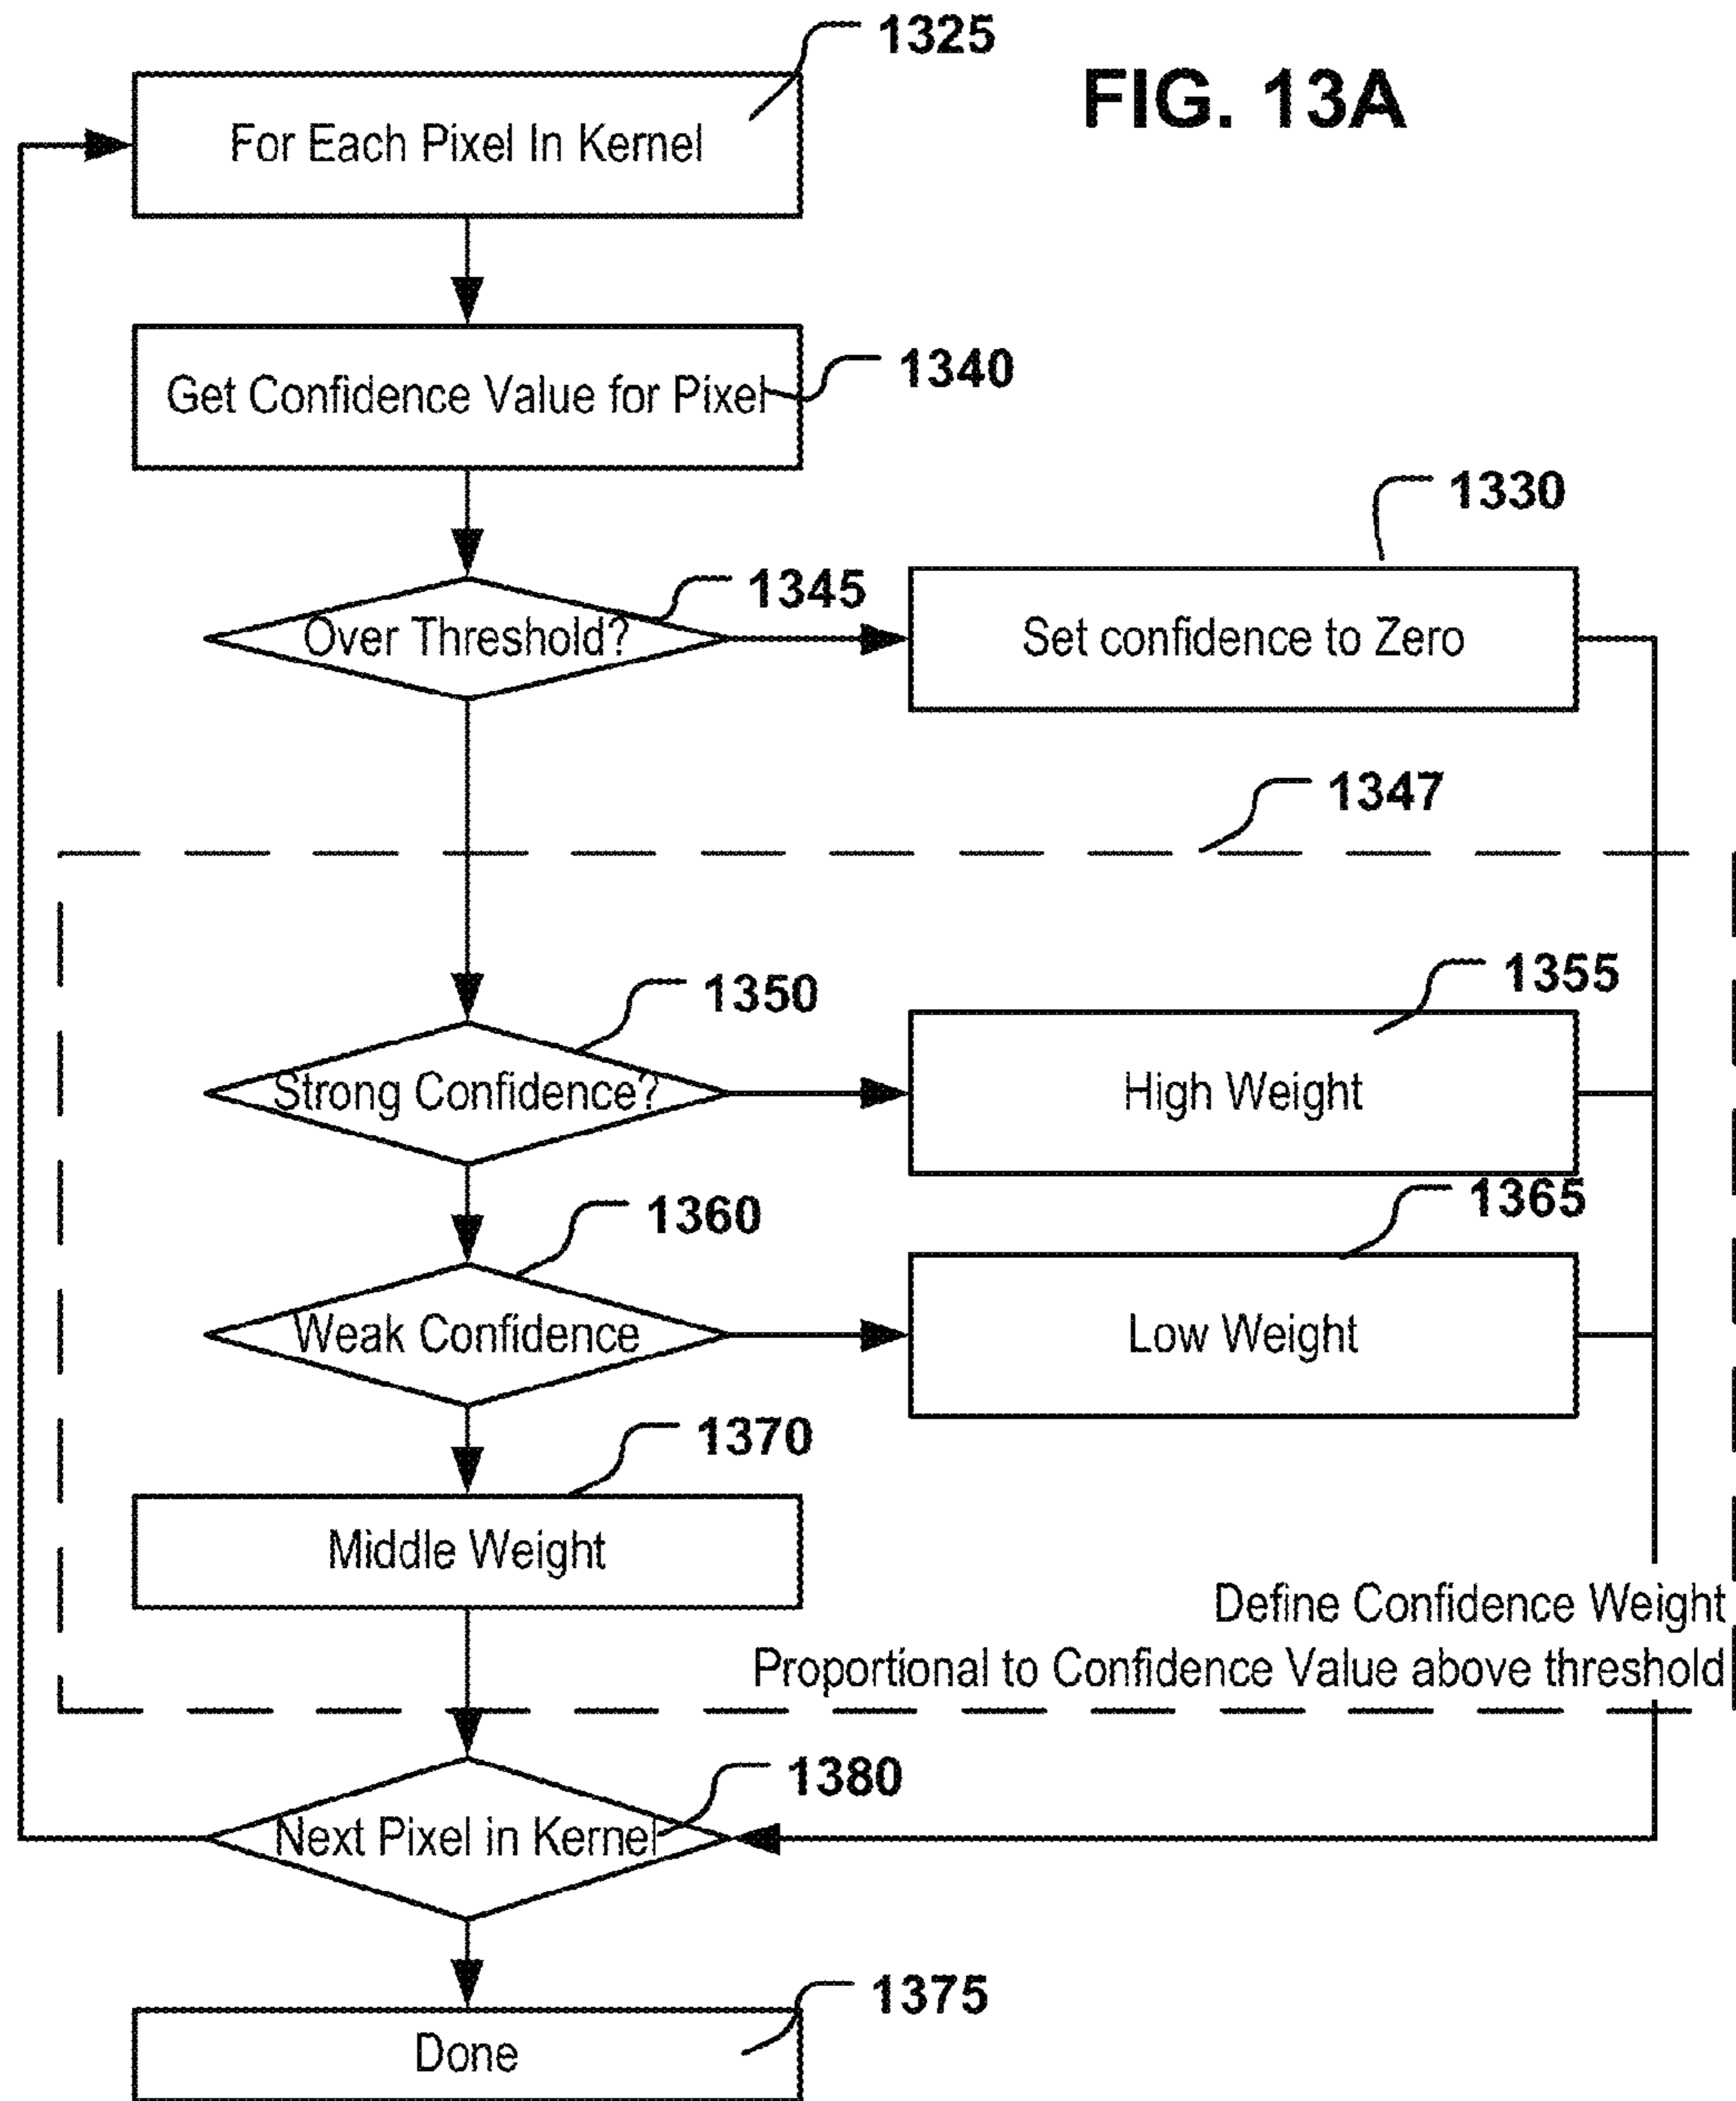 1325
FIG. 13A
For Each Pixel In Kernel
1340
Get Confidence Value for Pixel
1330
1345
Over Threshold?
Set confidence to Zero
1347
1350
1355
Strong Confidence?
High Weight
1360
1365
Weak Confidence
Low Weight
1370
Middle Weight
Define Confidence Weight
Proportional to Confidence Value above threshold
1380
Next Pixel in Kernel
1375
Done